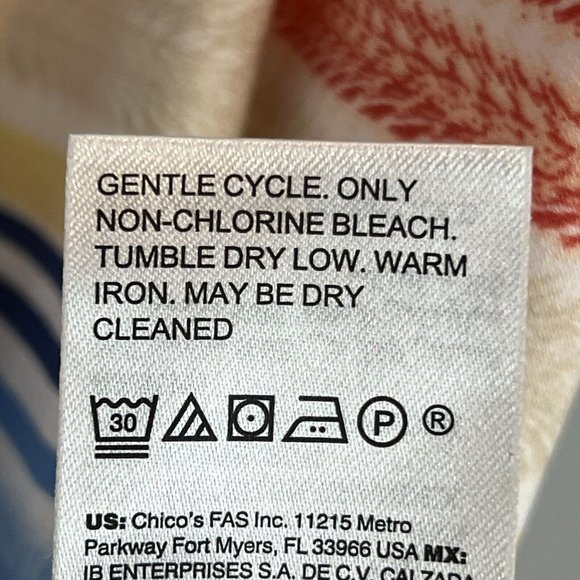 GENTLE CYCLE. ONLY
NON-CHLORINE BLEACH.
TUMBLE DRY LOW. WARM
IRON. MAY BE DRY
CLEANED
30 P ®
US: Chico's FAS Inc. 11215 Metro
Parkway Fort Myers, FL 33966 USA MX:
IB ENTERPRISES S.A. DE C.V. CALZADA